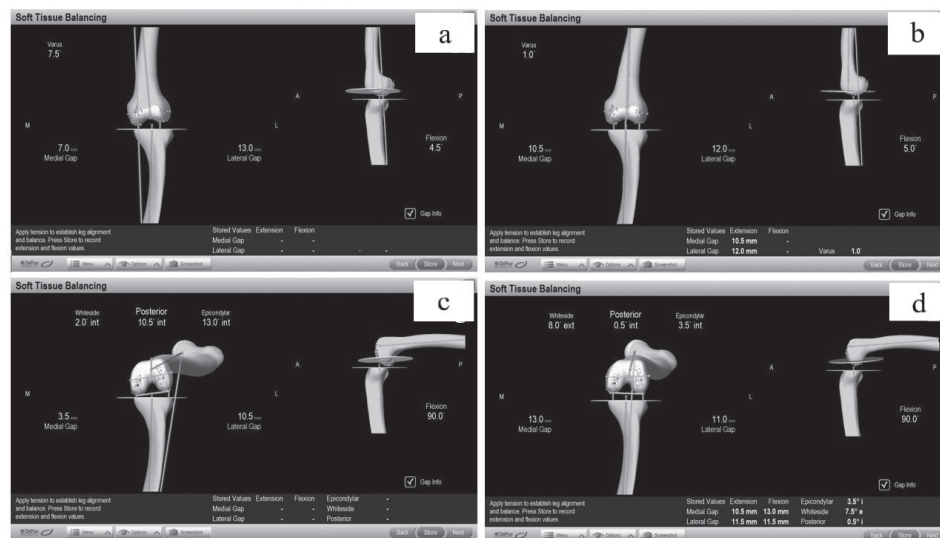 Soft Tissue Balancing
a
Varus
7.5°
A
P
M
L
7.0 mm
Medial Gap
13.0 mm
Lateral Gap
Flexion
4.5°
Gap Info
Apply tension to establish leg alignment
and balance. Press Store to record
extension and flexion values.
Stored Values Extension Flexion
Medial Gap - -
Lateral Gap - - - -
DePuy Menu Options Screenshot Back Store Next
Soft Tissue Balancing
b
Varus
1.0°
A
P
M
L
10.5 mm
Medial Gap
12.0 mm
Lateral Gap
Flexion
5.0°
Gap Info
Apply tension to establish leg alignment
and balance. Press Store to record
extension and flexion values.
Stored Values Extension Flexion
Medial Gap 10.5 mm -
Lateral Gap 12.0 mm - Varus 1.0°
DePuy Menu Options Screenshot Back Store Next
Soft Tissue Balancing
c
Whiteside Posterior Epicondylar
2.0° int 10.5° int 13.0° int
A
P
M
L
3.5 mm
Medial Gap
10.5 mm
Lateral Gap
Flexion
90.0°
Gap Info
Apply tension to establish leg alignment
and balance. Press Store to record
extension and flexion values.
Stored Values Extension Flexion Epicondylar -
Medial Gap - - Whiteside -
Lateral Gap - - Posterior -
DePuy Menu Options Screenshot Back Store Next
Soft Tissue Balancing
d
Whiteside Posterior Epicondylar
8.0° ext 0.5° int 3.5° int
A
P
M
L
13.0 mm
Medial Gap
11.0 mm
Lateral Gap
Flexion
90.0°
Gap Info
Apply tension to establish leg alignment
and balance. Press Store to record
extension and flexion values.
Stored Values Extension Flexion Epicondylar 3.5° i
Medial Gap 10.5 mm 13.0 mm Whiteside 7.5° e
Lateral Gap 11.5 mm 11.5 mm Posterior 0.5° i
DePuy Menu Options Screenshot Back Store Next